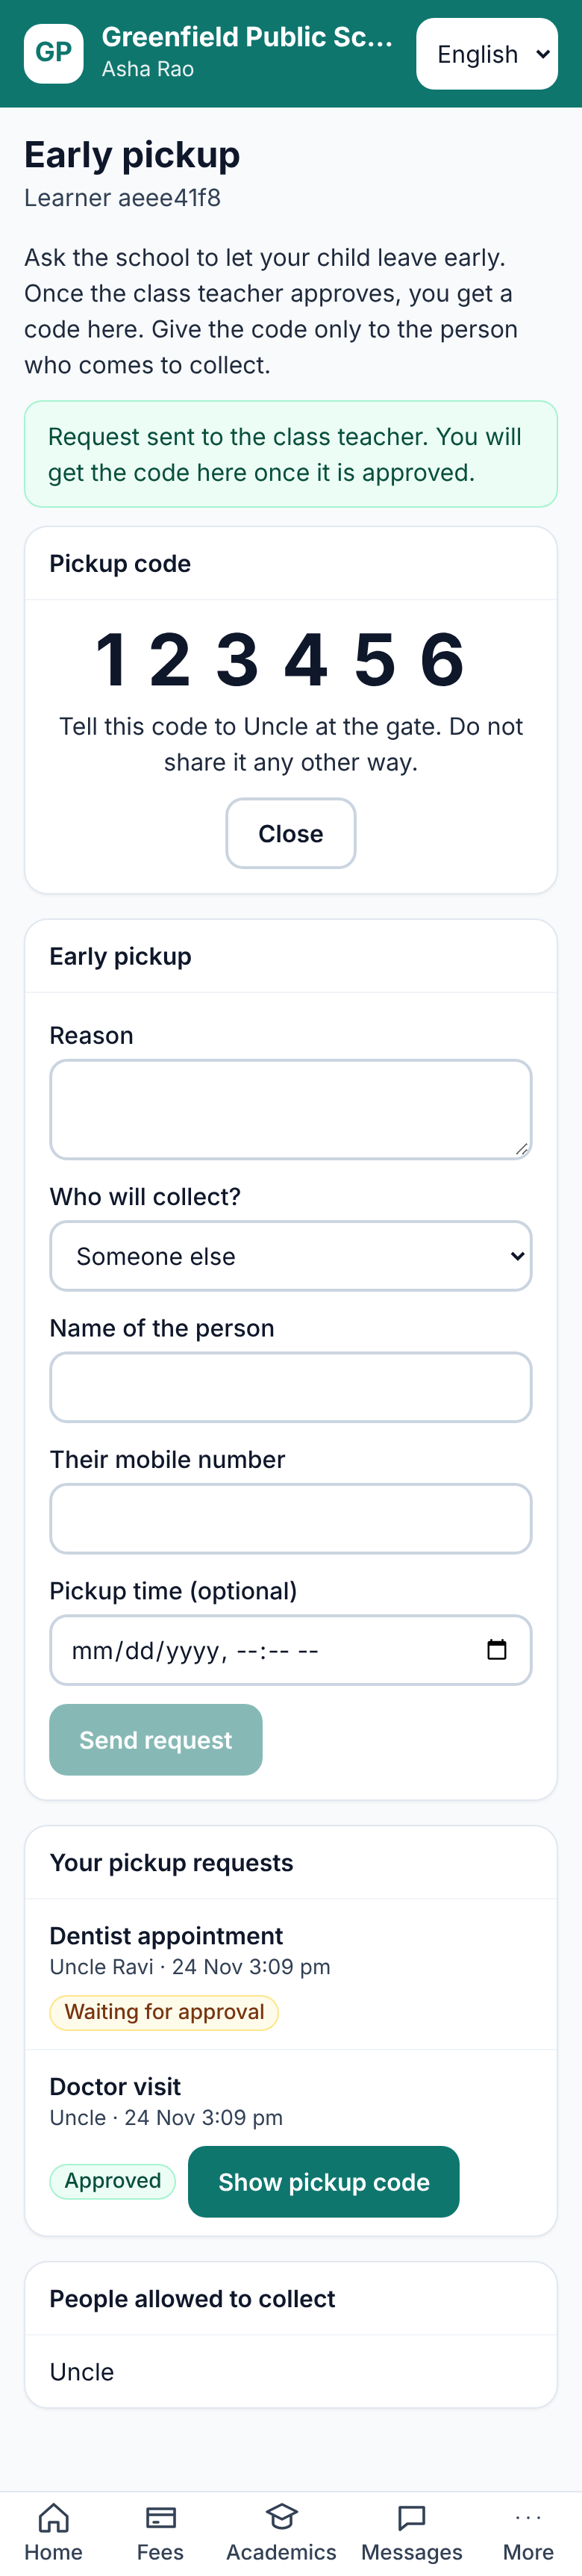 GP
Greenfield Public Sc...
Asha Rao
English
Early pickup
Learner aeee41f8
Ask the school to let your child leave early.
Once the class teacher approves, you get a
code here. Give the code only to the person
who comes to collect.
Request sent to the class teacher. You will
get the code here once it is approved.
Pickup code
1 2 3 4 5 6
Tell this code to Uncle at the gate. Do not
share it any other way.
Close
Early pickup
Reason
Who will collect?
Someone else
Name of the person
Their mobile number
Pickup time (optional)
mm/dd/yyyy, --:-- --
Send request
Your pickup requests
Dentist appointment
Uncle Ravi · 24 Nov 3:09 pm
Waiting for approval
Doctor visit
Uncle · 24 Nov 3:09 pm
Approved
Show pickup code
People allowed to collect
Uncle
Home
Fees
Academics
Messages
More